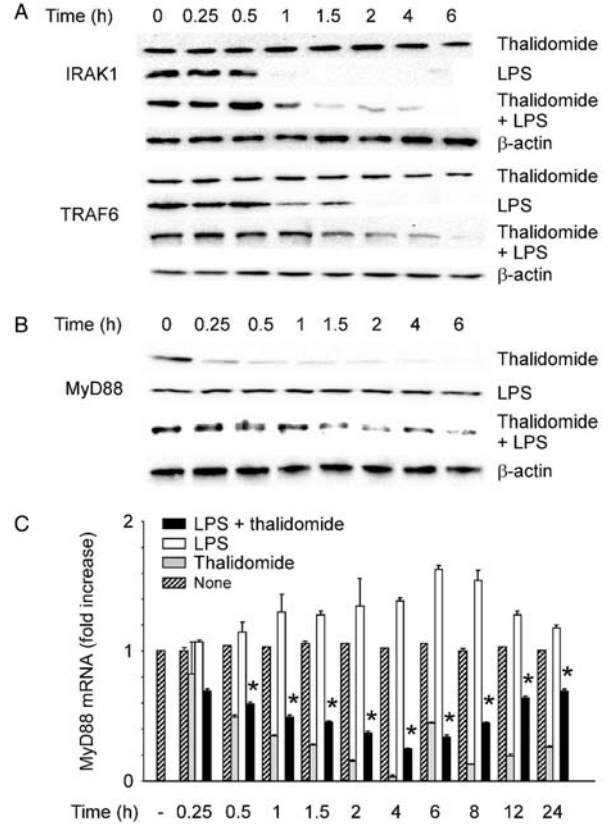 A
Time (h) 0 0.25 0.5 1 1.5 2 4 6
Thalidomide
IRAK1
LPS
Thalidomide
+ LPS
β-actin
Thalidomide
TRAF6
LPS
Thalidomide
+ LPS
β-actin
B
Time (h) 0 0.25 0.5 1 1.5 2 4 6
Thalidomide
MyD88
LPS
Thalidomide
+ LPS
β-actin
C
MyD88 mRNA (fold increase)
2
1
0
LPS + thalidomide
LPS
Thalidomide
None
* * * * * * * * *
Time (h) - 0.25 0.5 1 1.5 2 4 6 8 12 24